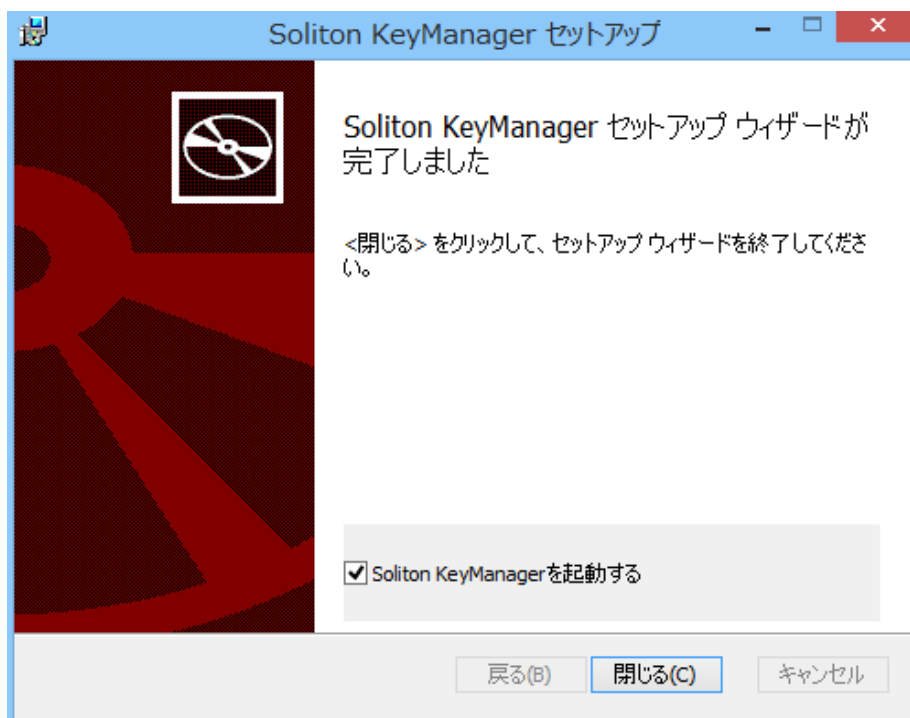 Soliton KeyManager セットアップ
Soliton KeyManager セットアップ ウィザードが
完了しました
<閉じる> をクリックして、セットアップ ウィザードを終了してくださ
い。
Soliton KeyManagerを起動する
戻る(B) 閉じる(C) キャンセル